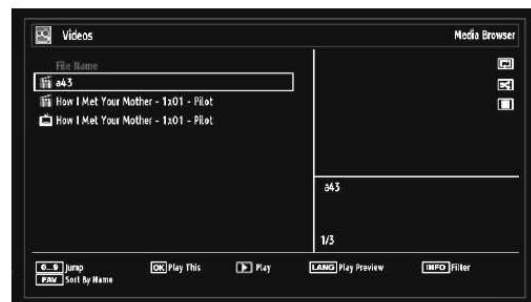 Videos
Media Browser
File Name
a43
How I Met Your Mother - 1x01 - Pilot
How I Met Your Mother - 1x01 - Pilot
a43
1/3
0...9 Jump
OK Play This
Play
LANG Play Preview
INFO Filter
FAV Sort By Name